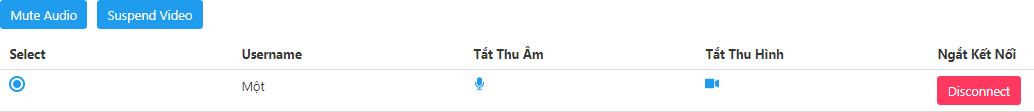 Mute Audio Suspend Video
Select Username Tắt Thu Âm Tắt Thu Hình Ngắt Kết Nối
Một Disconnect